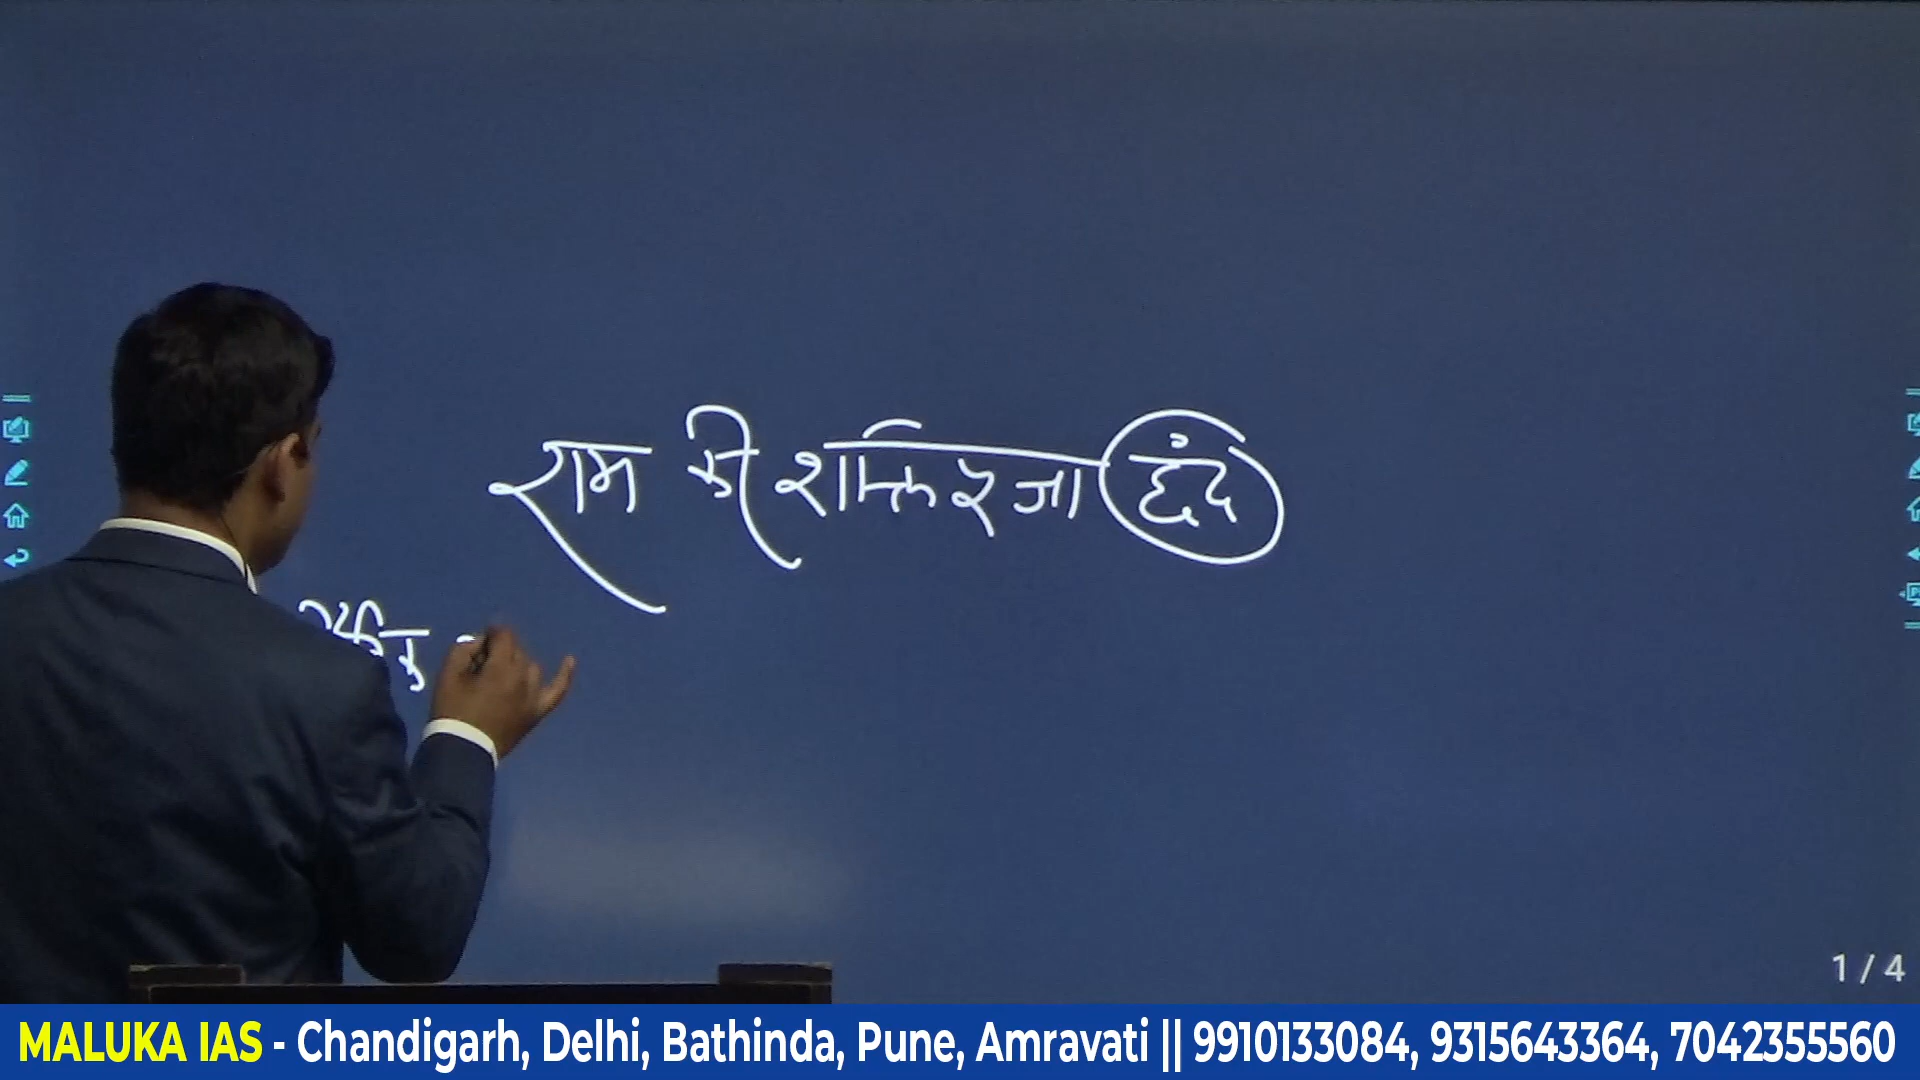 राम की शक्ति पूजा छंद
1 / 4
MALUKA IAS - Chandigarh, Delhi, Bathinda, Pune, Amravati || 9910133084, 9315643364, 7042355560